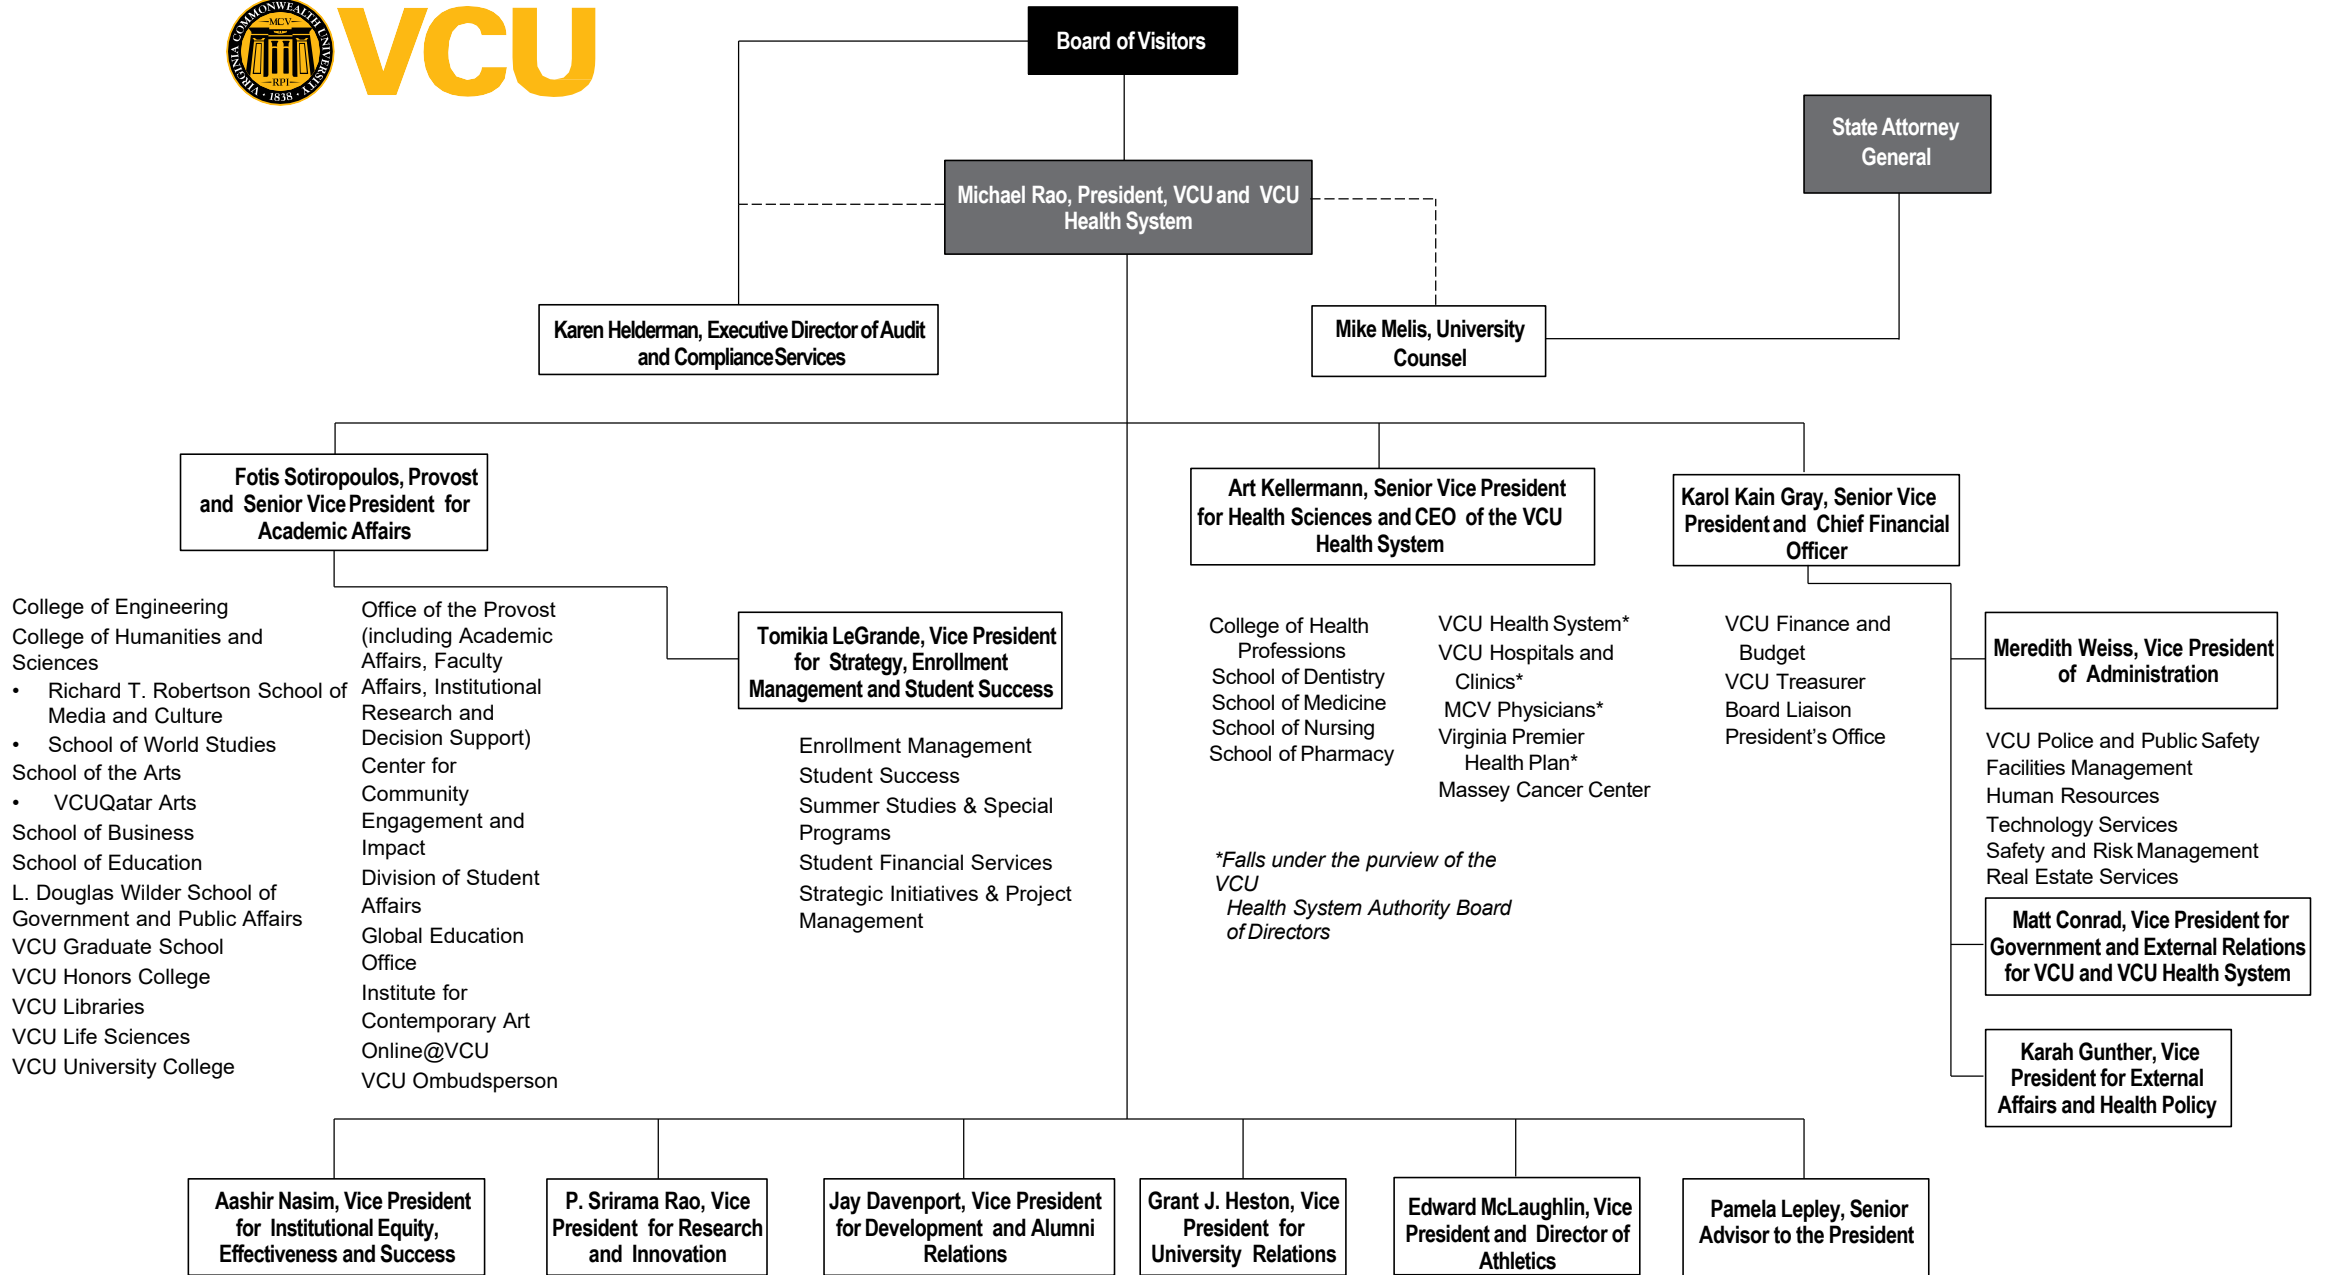 VIRGINIA COMMONWEALTH UNIVERSITY
MCV
RPI
1838
VCU
Board of Visitors
State Attorney
General
Michael Rao, President, VCU and VCU
Health System
Karen Helderman, Executive Director of Audit
and Compliance Services
Mike Melis, University
Counsel
Fotis Sotiropoulos, Provost
and Senior Vice President for
Academic Affairs
Art Kellermann, Senior Vice President
for Health Sciences and CEO of the VCU
Health System
Karol Kain Gray, Senior Vice
President and Chief Financial
Officer
College of Engineering
College of Humanities and
Sciences
• Richard T. Robertson School of
Media and Culture
• School of World Studies
School of the Arts
• VCUQatar Arts
School of Business
School of Education
L. Douglas Wilder School of
Government and Public Affairs
VCU Graduate School
VCU Honors College
VCU Libraries
VCU Life Sciences
VCU University College
Office of the Provost
(including Academic
Affairs, Faculty
Affairs, Institutional
Research and
Decision Support)
Center for
Community
Engagement and
Impact
Division of Student
Affairs
Global Education
Office
Institute for
Contemporary Art
Online@VCU
VCU Ombudsperson
Tomikia LeGrande, Vice President
for Strategy, Enrollment
Management and Student Success
Enrollment Management
Student Success
Summer Studies & Special
Programs
Student Financial Services
Strategic Initiatives & Project
Management
College of Health
Professions
School of Dentistry
School of Medicine
School of Nursing
School of Pharmacy
VCU Health System*
VCU Hospitals and
Clinics*
MCV Physicians*
Virginia Premier
Health Plan*
Massey Cancer Center
*Falls under the purview of the
VCU
Health System Authority Board
of Directors
VCU Finance and
Budget
VCU Treasurer
Board Liaison
President’s Office
Meredith Weiss, Vice President
of Administration
VCU Police and Public Safety
Facilities Management
Human Resources
Technology Services
Safety and Risk Management
Real Estate Services
Matt Conrad, Vice President for
Government and External Relations
for VCU and VCU Health System
Karah Gunther, Vice
President for External
Affairs and Health Policy
Aashir Nasim, Vice President
for Institutional Equity,
Effectiveness and Success
P. Srirama Rao, Vice
President for Research
and Innovation
Jay Davenport, Vice President
for Development and Alumni
Relations
Grant J. Heston, Vice
President for
University Relations
Edward McLaughlin, Vice
President and Director of
Athletics
Pamela Lepley, Senior
Advisor to the President